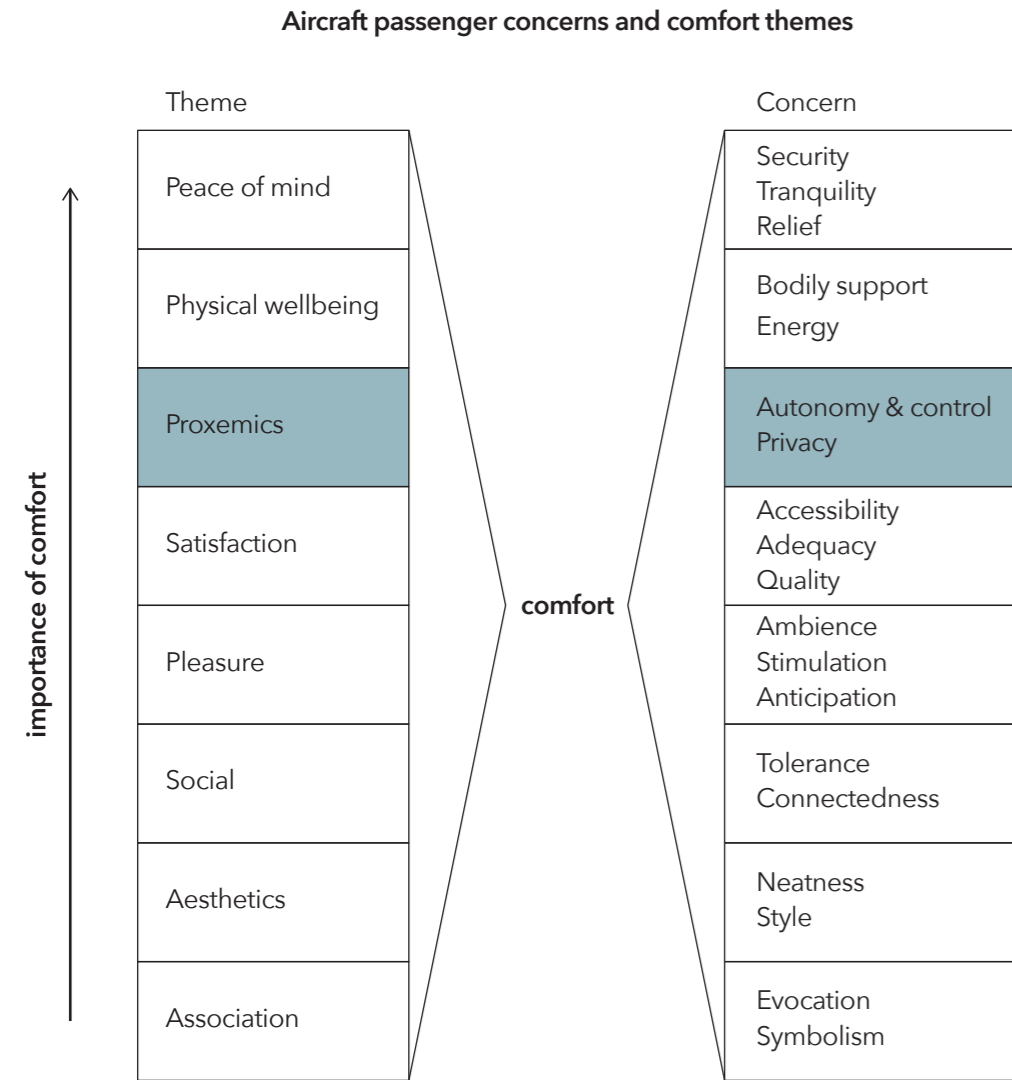 Aircraft passenger concerns and comfort themes
Theme
Peace of mind
Physical wellbeing
Proxemics
Satisfaction
Pleasure
Social
Aesthetics
Association
importance of comfort
comfort
Concern
Security
Tranquility
Relief
Bodily support
Energy
Autonomy & control
Privacy
Accessibility
Adequacy
Quality
Ambience
Stimulation
Anticipation
Tolerance
Connectedness
Neatness
Style
Evocation
Symbolism